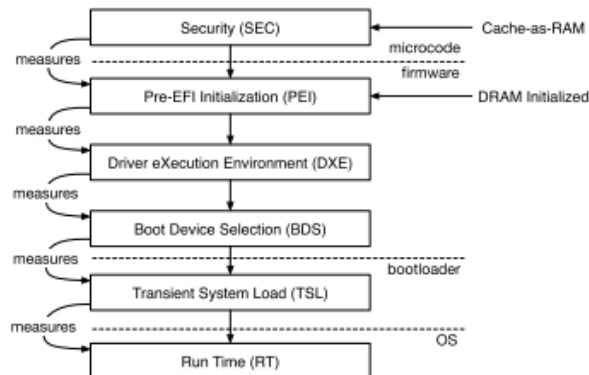 Security (SEC)
Cache-as-RAM
microcode
measures
firmware
Pre-EFI Initialization (PEI)
DRAM Initialized
measures
Driver eXecution Environment (DXE)
measures
Boot Device Selection (BDS)
measures
bootloader
Transient System Load (TSL)
measures
OS
Run Time (RT)